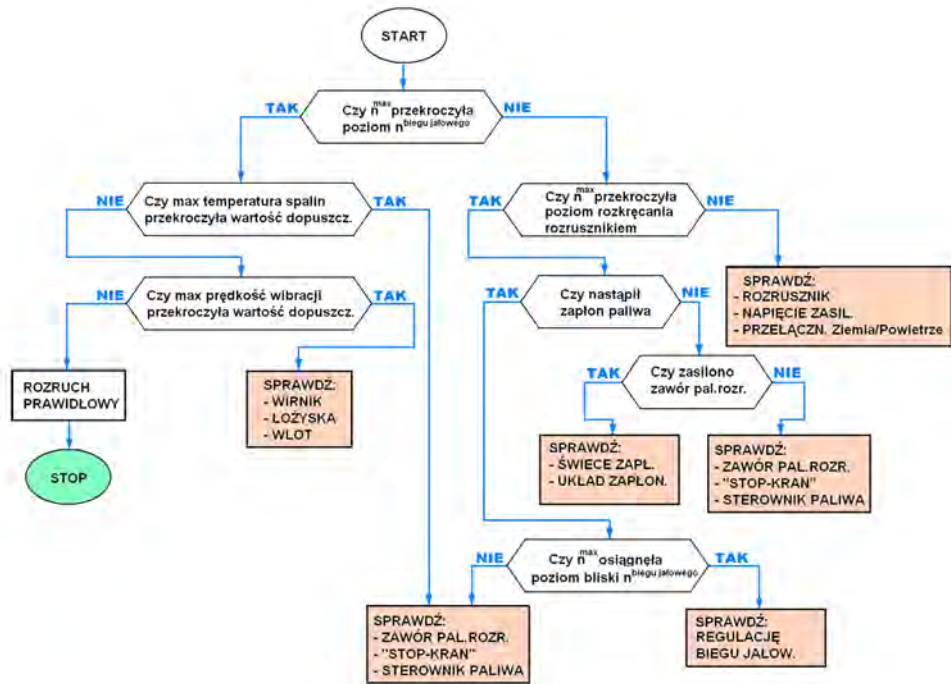 START
TAK
NIE
Czy n^max przekroczyła
poziom n^biegu jałowego
NIE
Czy max temperatura spalin
przekroczyła wartość dopuszcz.
TAK
TAK
Czy n^max przekroczyła
poziom rozkręcania
rozrusznikiem
NIE
NIE
Czy max prędkość wibracji
przekroczyła wartość dopuszcz.
TAK
TAK
Czy nastąpił
zapłon paliwa
NIE
SPRAWDŹ:
- ROZRUSZNIK
- NAPIĘCIE ZASIL.
- PRZEŁĄCZN. Ziemia/Powietrze
ROZRUCH
PRAWIDŁOWY
SPRAWDŹ:
- WIRNIK
- ŁOŻYSKA
- WLOT
TAK
Czy zasilono
zawór pal.rozr.
NIE
STOP
SPRAWDŹ:
- ŚWIECE ZAPŁ.
- UKŁAD ZAPŁON.
SPRAWDŹ:
- ZAWÓR PAL.ROZR.
- "STOP-KRAN"
- STEROWNIK PALIWA
NIE
Czy n^max osiągnęła
poziom bliski n^biegu jałowego
TAK
SPRAWDŹ:
- ZAWÓR PAL.ROZR.
- "STOP-KRAN"
- STEROWNIK PALIWA
SPRAWDŹ:
REGULACJĘ
BIEGU JAŁOW.